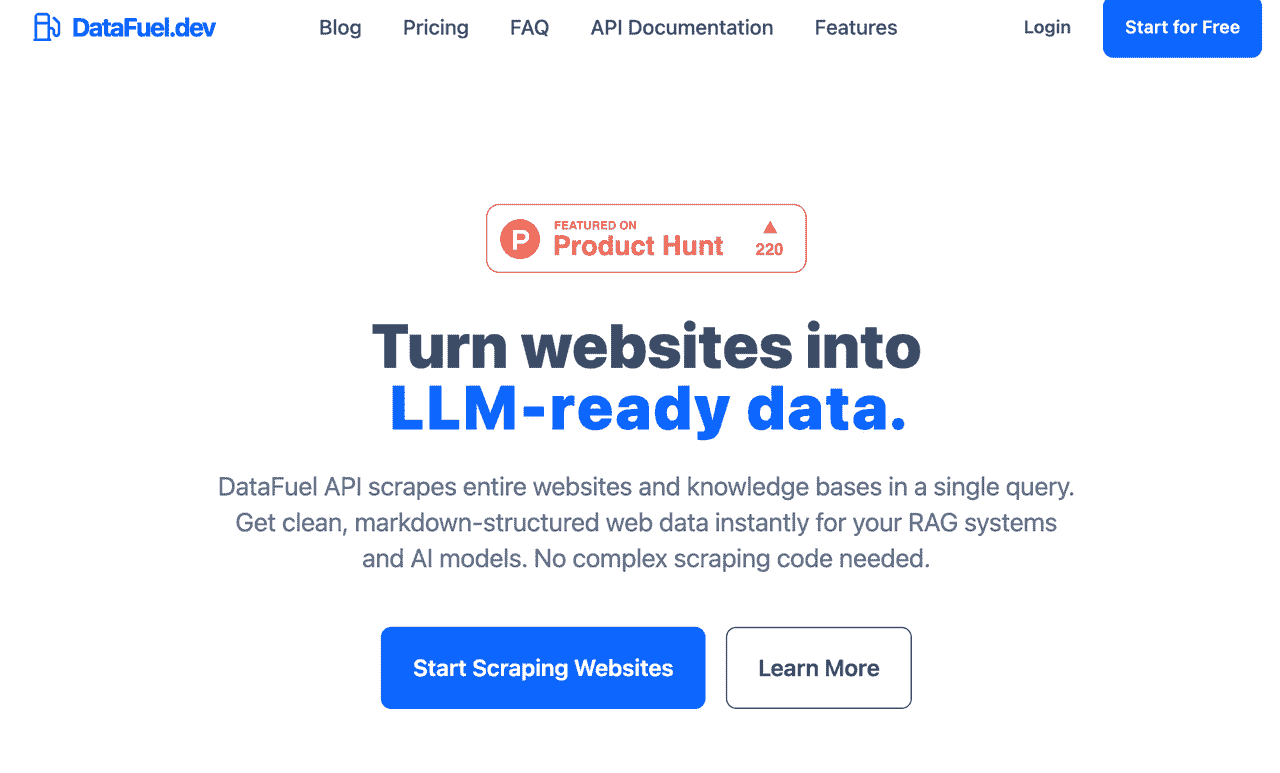 DataFuel.dev
Blog
Pricing
FAQ
API Documentation
Features
Login
Start for Free
P
FEATURED ON
Product Hunt
▲
220
Turn websites into
LLM-ready data.
DataFuel API scrapes entire websites and knowledge bases in a single query.
Get clean, markdown-structured web data instantly for your RAG systems
and AI models. No complex scraping code needed.
Start Scraping Websites
Learn More